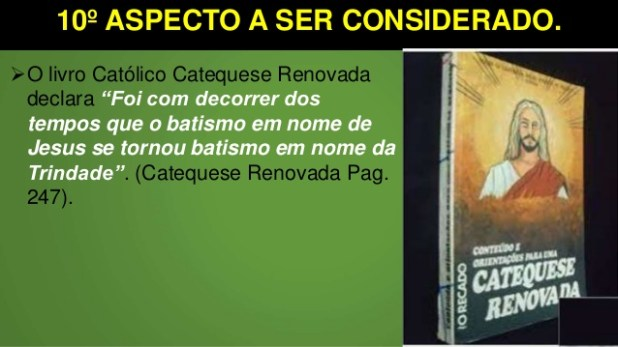 10º ASPECTO A SER CONSIDERADO.
➢O livro Católico Catequese Renovada
declara “Foi com decorrer dos
tempos que o batismo em nome de
Jesus se tornou batismo em nome da
Trindade”. (Catequese Renovada Pag.
247).
CONTEÚDO E
ORIENTAÇÕES PARA UMA
CATEQUESE
RENOVADA
O RECADO